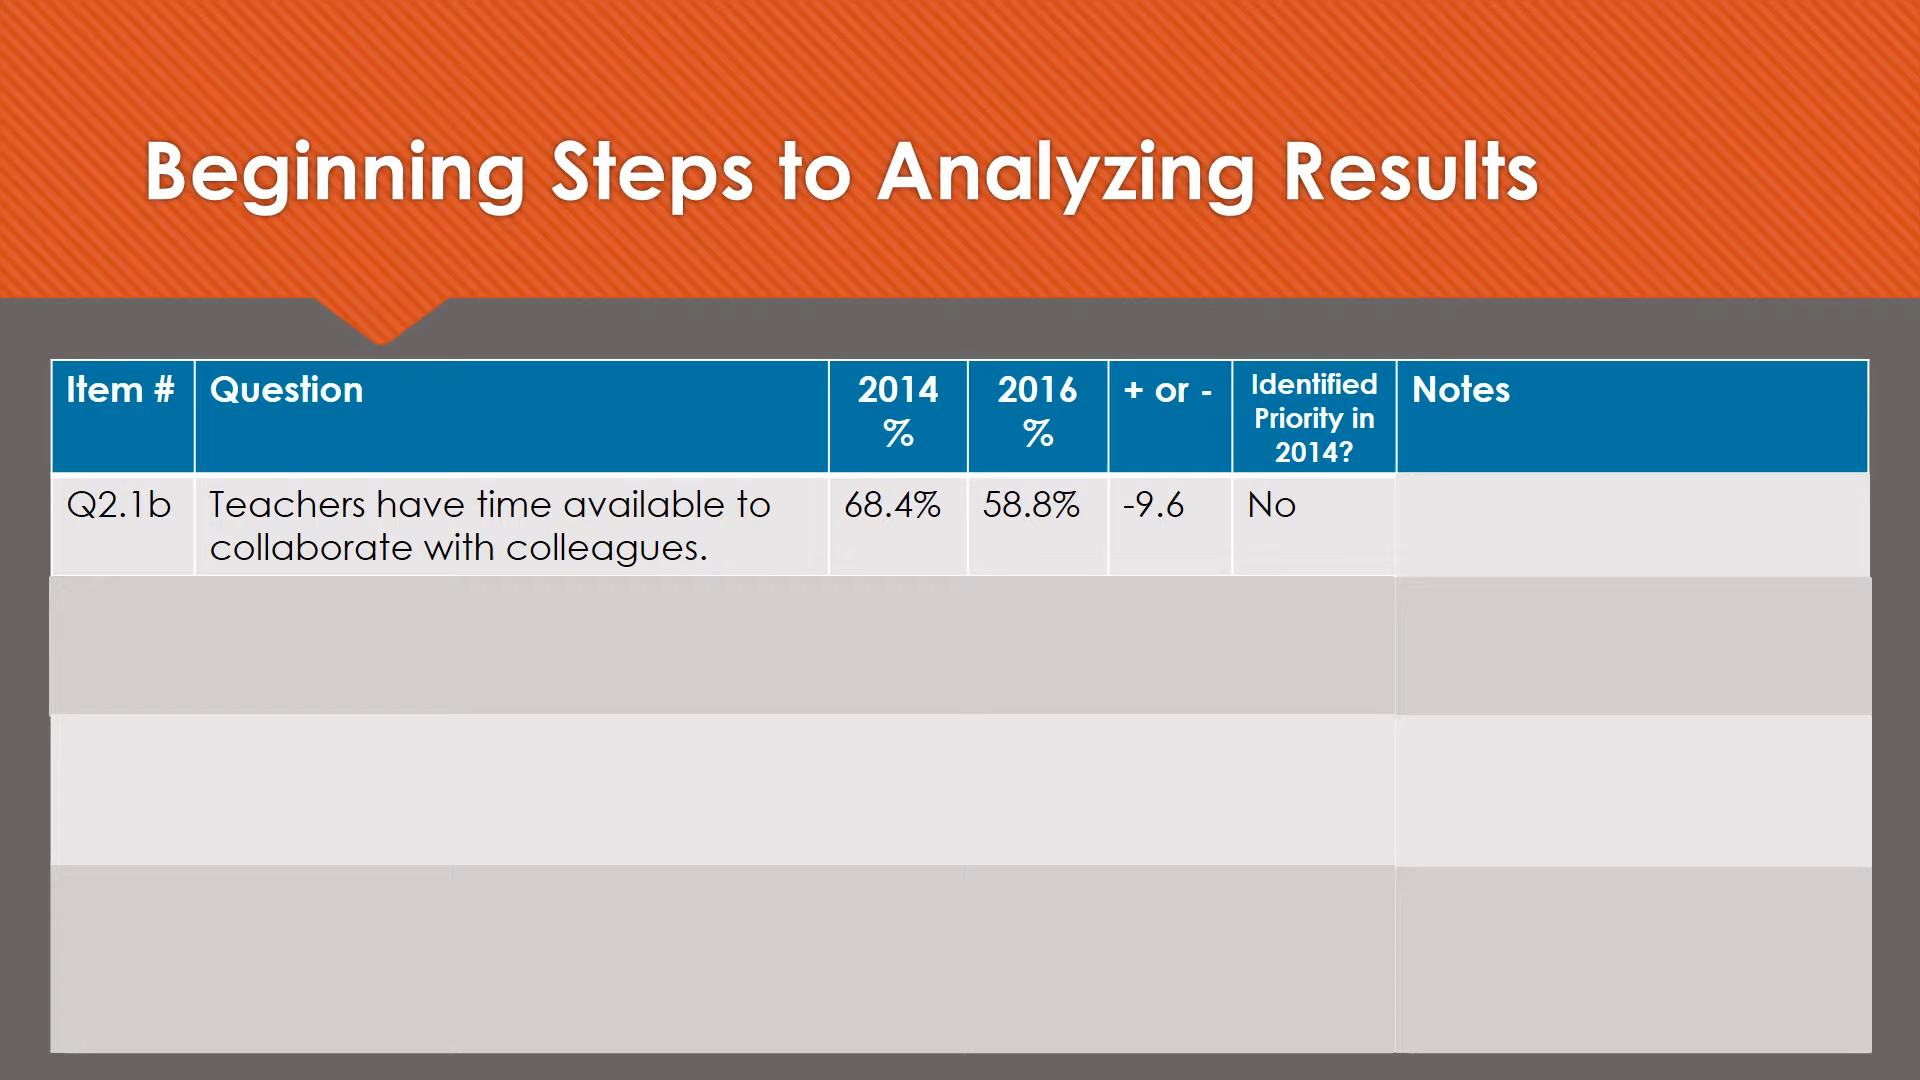 Beginning Steps to Analyzing Results
Item #
Question
2014
%
2016
%
+ or -
Identified
Priority in
2014?
Notes
Q2.1b
Teachers have time available to
collaborate with colleagues.
68.4%
58.8%
-9.6
No